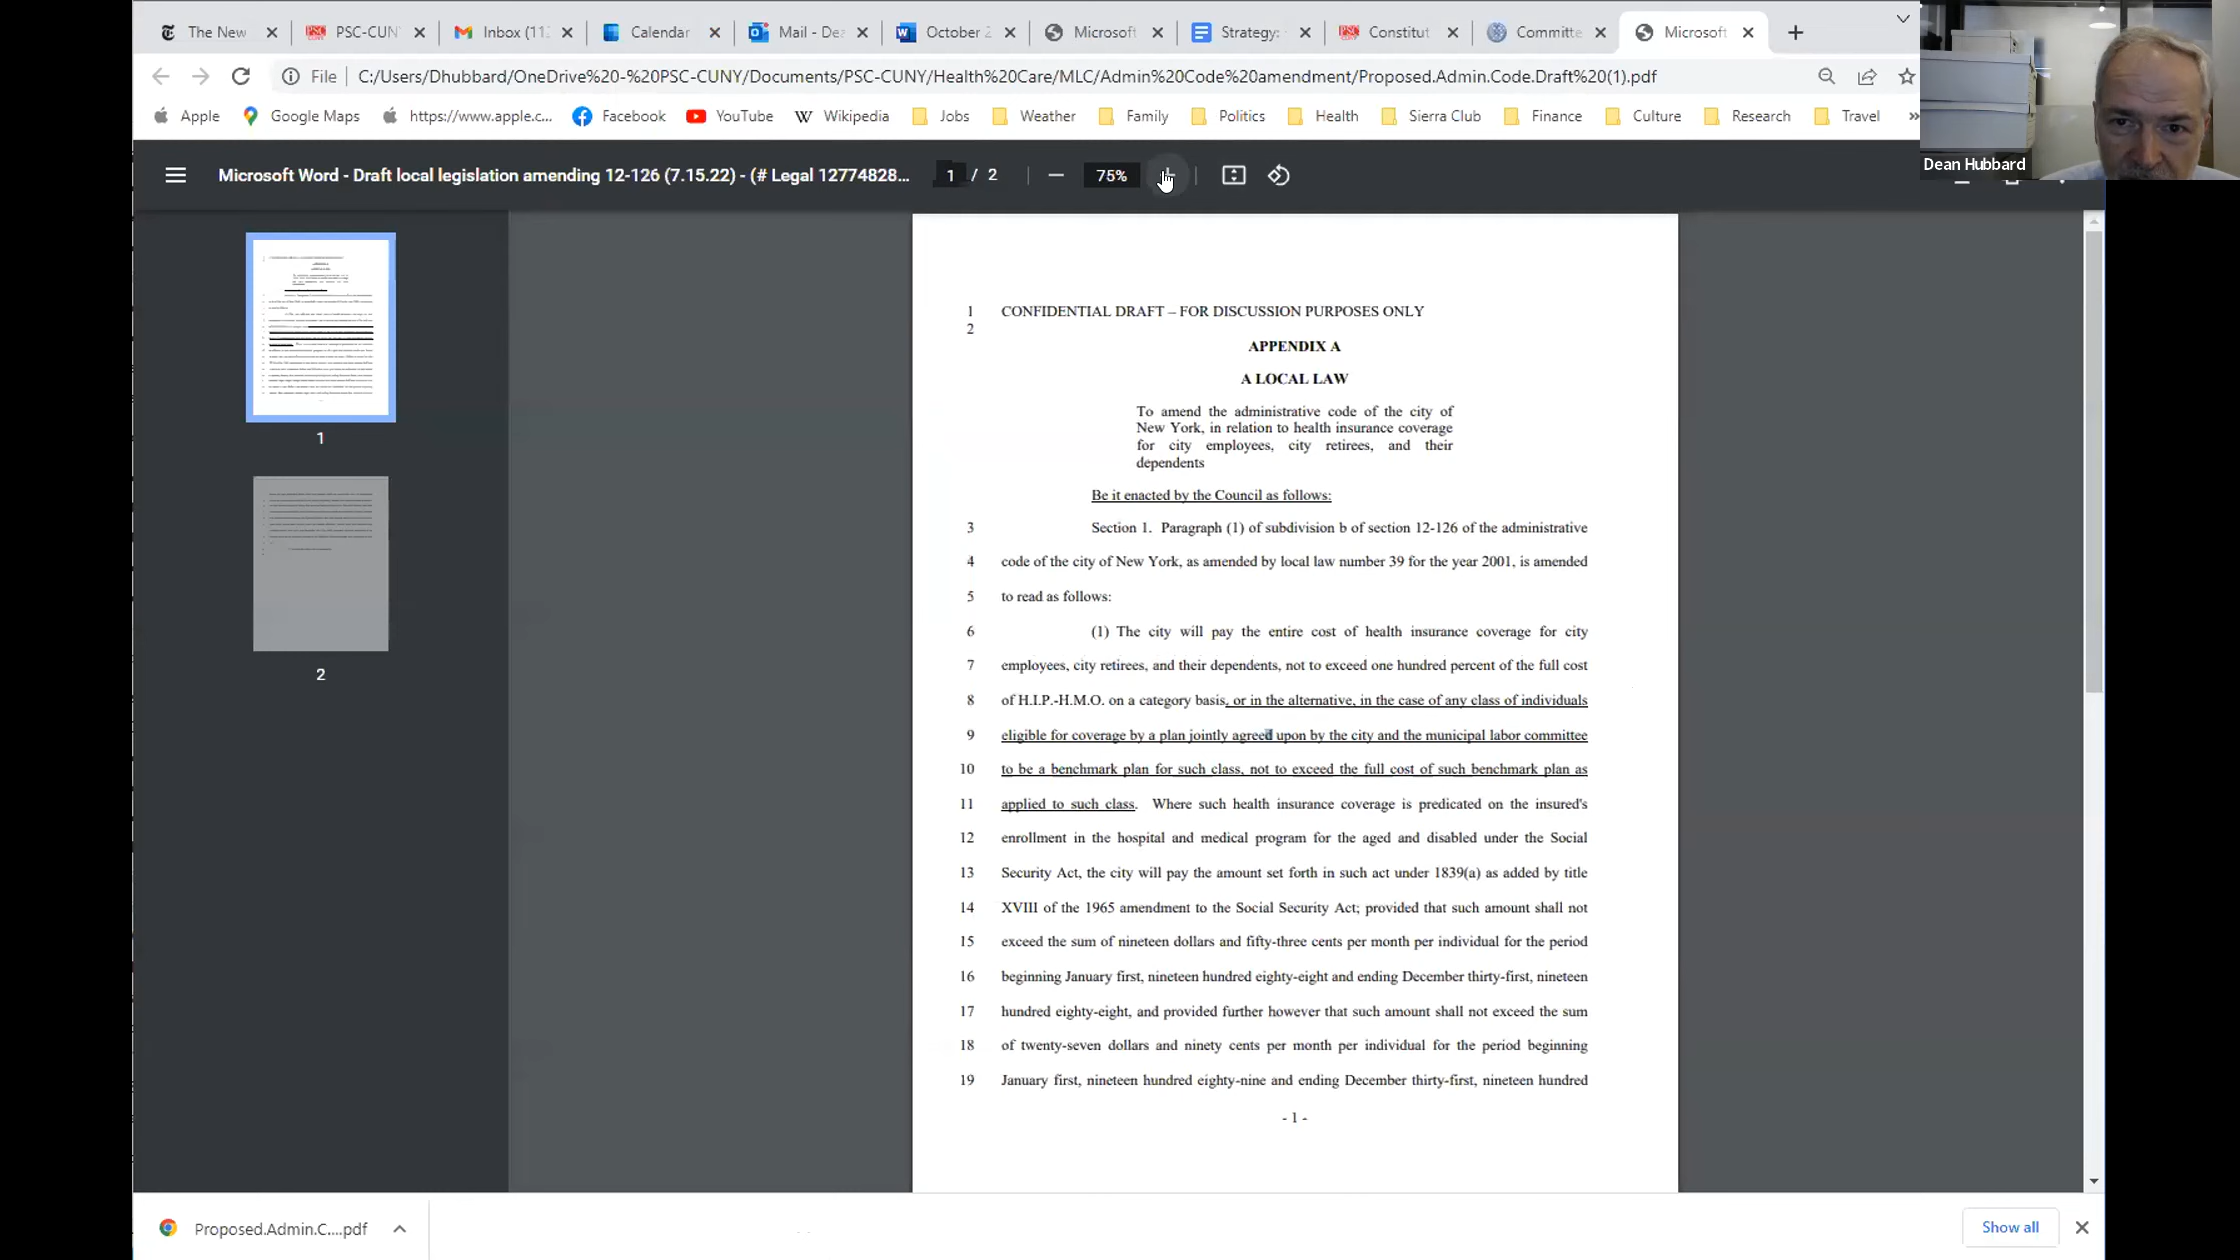 The New
PSC-CUN
Inbox (11
Calendar
Mail - De
October 2
Microsoft
Strategy:
Constitut
Committe
Microsoft
File
C:/Users/Dhubbard/OneDrive%20-%20PSC-CUNY/Documents/PSC-CUNY/Health%20Care/MLC/Admin%20Code%20amendment/Proposed.Admin.Code.Draft%20(1).pdf
Apple
Google Maps
https://www.apple.c...
Facebook
YouTube
Wikipedia
Jobs
Weather
Family
Politics
Health
Sierra Club
Finance
Culture
Research
Travel
»
Dean Hubbard
Microsoft Word - Draft local legislation amending 12-126 (7.15.22) - (# Legal 12774828...
1 / 2
75%
1
2
1 CONFIDENTIAL DRAFT – FOR DISCUSSION PURPOSES ONLY
2
APPENDIX A
A LOCAL LAW
To amend the administrative code of the city of
New York, in relation to health insurance coverage
for city employees, city retirees, and their
dependents
Be it enacted by the Council as follows:
3 Section 1. Paragraph (1) of subdivision b of section 12-126 of the administrative
4 code of the city of New York, as amended by local law number 39 for the year 2001, is amended
5 to read as follows:
6 (1) The city will pay the entire cost of health insurance coverage for city
7 employees, city retirees, and their dependents, not to exceed one hundred percent of the full cost
8 of H.I.P.-H.M.O. on a category basis, or in the alternative, in the case of any class of individuals
9 eligible for coverage by a plan jointly agreed upon by the city and the municipal labor committee
10 to be a benchmark plan for such class, not to exceed the full cost of such benchmark plan as
11 applied to such class. Where such health insurance coverage is predicated on the insured's
12 enrollment in the hospital and medical program for the aged and disabled under the Social
13 Security Act, the city will pay the amount set forth in such act under 1839(a) as added by title
14 XVIII of the 1965 amendment to the Social Security Act; provided that such amount shall not
15 exceed the sum of nineteen dollars and fifty-three cents per month per individual for the period
16 beginning January first, nineteen hundred eighty-eight and ending December thirty-first, nineteen
17 hundred eighty-eight, and provided further however that such amount shall not exceed the sum
18 of twenty-seven dollars and ninety cents per month per individual for the period beginning
19 January first, nineteen hundred eighty-nine and ending December thirty-first, nineteen hundred
- 1 -
Proposed.Admin.C....pdf
Show all